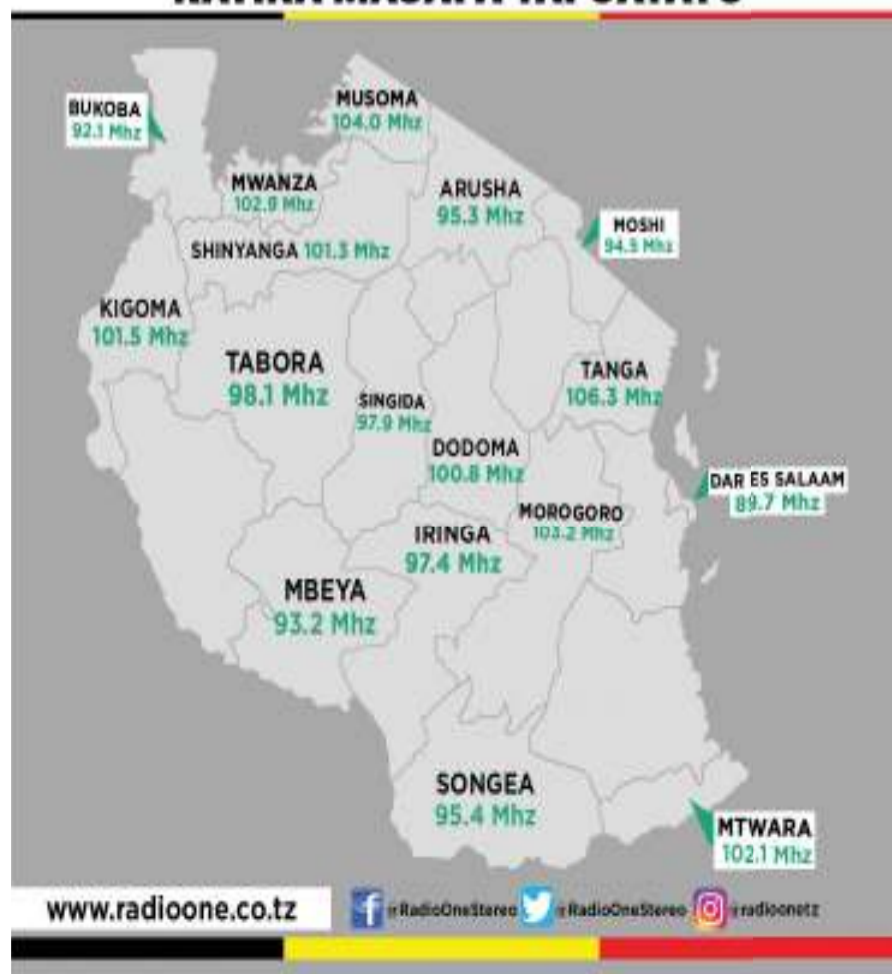 BUKOBA
92.1 Mhz
MUSOMA
104.0 Mhz
MWANZA
102.9 Mhz
ARUSHA
95.3 Mhz
MOSHI
94.5 Mhz
SHINYANGA 101.3 Mhz
KIGOMA
101.5 Mhz
TABORA
98.1 Mhz
SINGIDA
97.9 Mhz
TANGA
106.3 Mhz
DODOMA
100.8 Mhz
DAR ES SALAAM
89.7 Mhz
MOROGORO
103.2 Mhz
IRINGA
97.4 Mhz
MBEYA
93.2 Mhz
SONGEA
95.4 Mhz
MTWARA
102.1 Mhz
www.radioone.co.tz @RadioOneStereo @RadioOneStereo @radioonetz